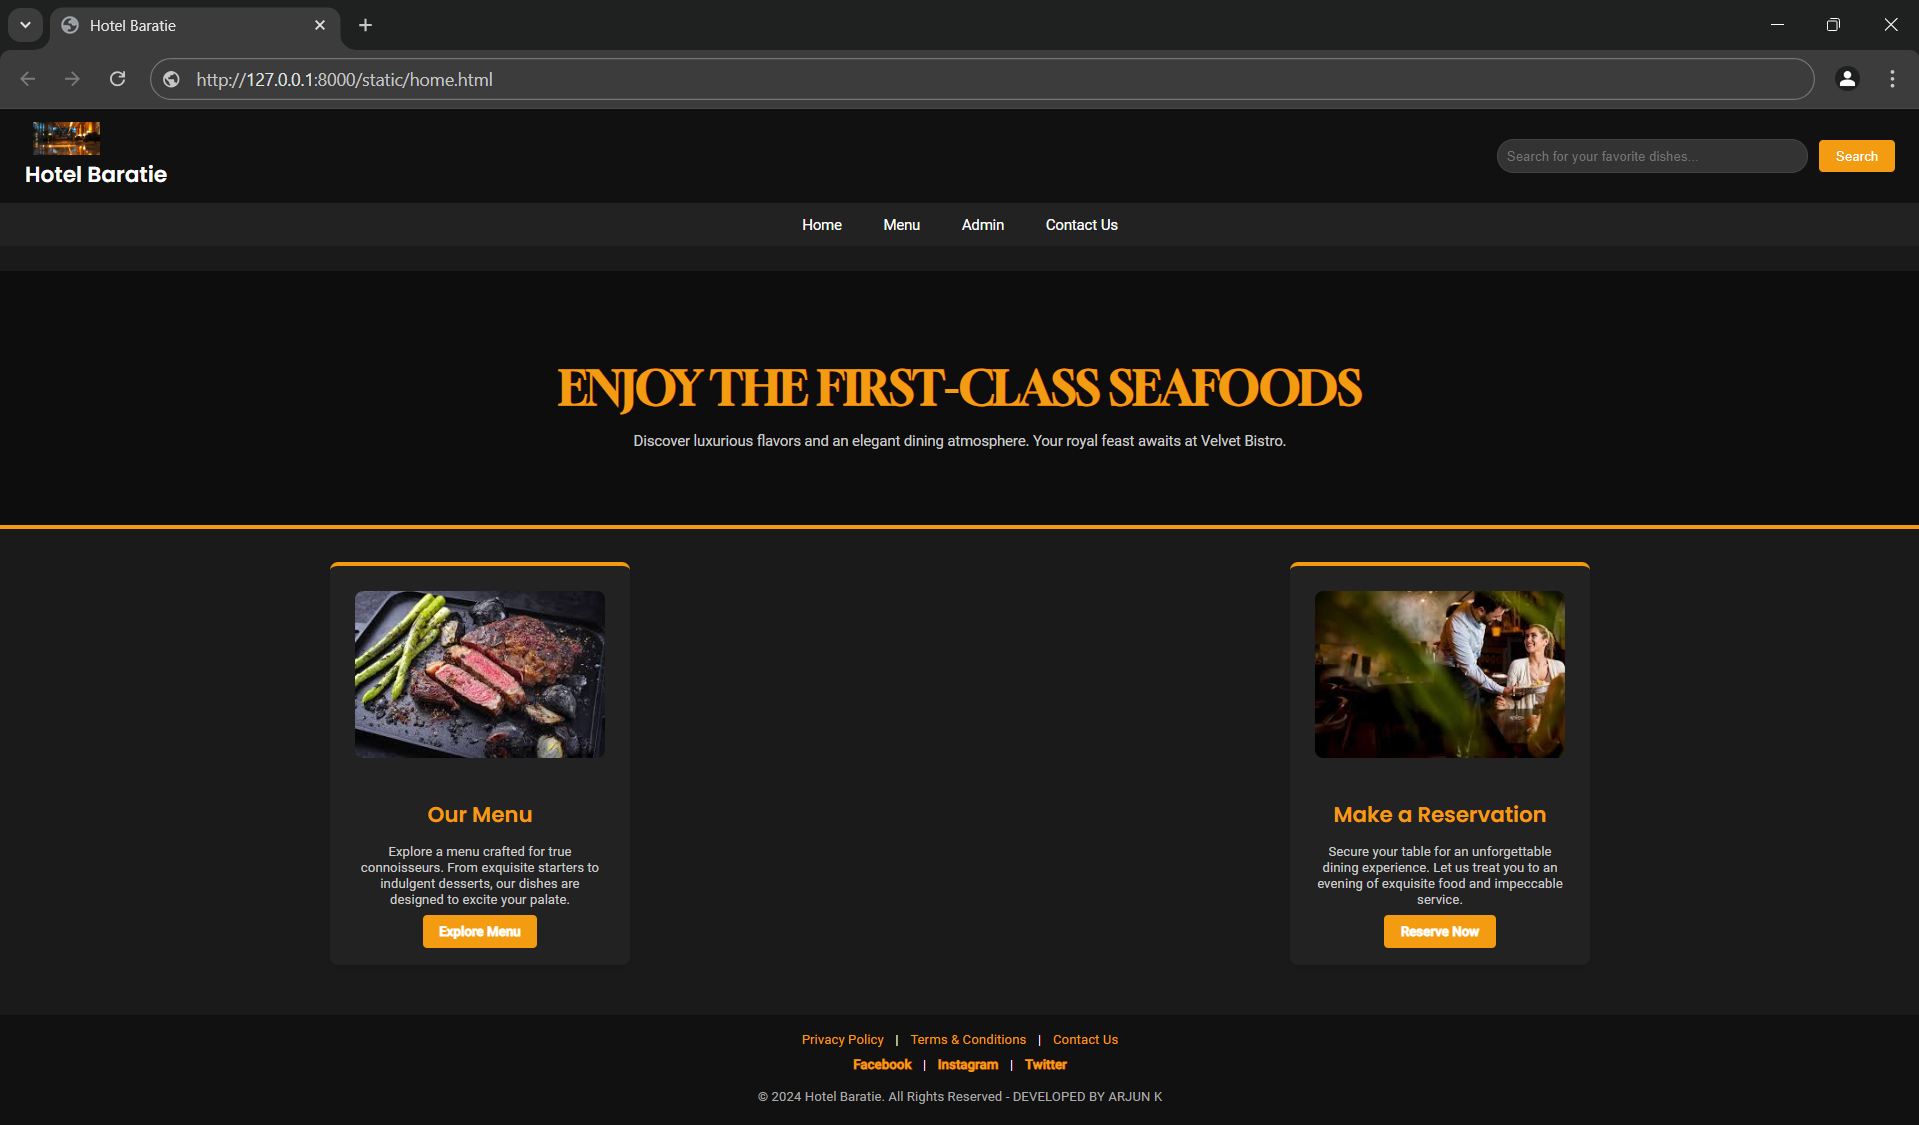 Hotel Baratie
http://127.0.0.1:8000/static/home.html
Hotel Baratie
Search for your favorite dishes...
Search
Home Menu Admin Contact Us
ENJOY THE FIRST-CLASS SEAFOODS
Discover luxurious flavors and an elegant dining atmosphere. Your royal feast awaits at Velvet Bistro.
Our Menu
Explore a menu crafted for true
connoisseurs. From exquisite starters to
indulgent desserts, our dishes are
designed to excite your palate.
Explore Menu
Make a Reservation
Secure your table for an unforgettable
dining experience. Let us treat you to an
evening of exquisite food and impeccable
service.
Reserve Now
Privacy Policy | Terms & Conditions | Contact Us
Facebook | Instagram | Twitter
© 2024 Hotel Baratie. All Rights Reserved - DEVELOPED BY ARJUN K